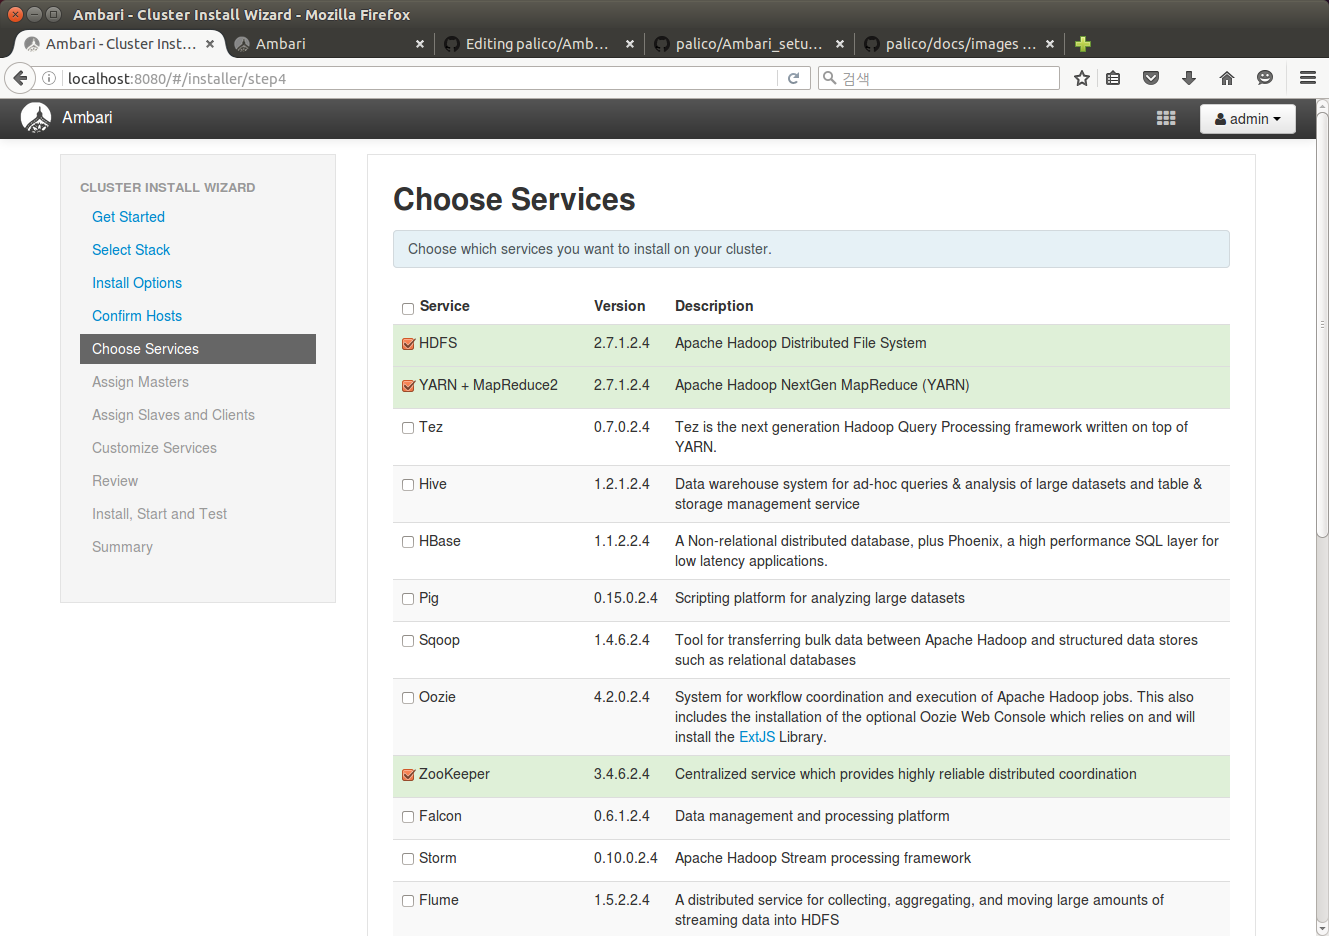 Ambari - Cluster Install Wizard - Mozilla Firefox
Ambari - Cluster Inst...
Ambari
Editing palico/Amb...
palico/Ambari_setu...
palico/docs/images ...
localhost:8080/#/installer/step4
검색
Ambari
admin
CLUSTER INSTALL WIZARD
Get Started
Select Stack
Install Options
Confirm Hosts
Choose Services
Assign Masters
Assign Slaves and Clients
Customize Services
Review
Install, Start and Test
Summary
Choose Services
Choose which services you want to install on your cluster.
Service Version Description
HDFS 2.7.1.2.4 Apache Hadoop Distributed File System
YARN + MapReduce2 2.7.1.2.4 Apache Hadoop NextGen MapReduce (YARN)
Tez 0.7.0.2.4 Tez is the next generation Hadoop Query Processing framework written on top of
YARN.
Hive 1.2.1.2.4 Data warehouse system for ad-hoc queries & analysis of large datasets and table &
storage management service
HBase 1.1.2.2.4 A Non-relational distributed database, plus Phoenix, a high performance SQL layer for
low latency applications.
Pig 0.15.0.2.4 Scripting platform for analyzing large datasets
Sqoop 1.4.6.2.4 Tool for transferring bulk data between Apache Hadoop and structured data stores
such as relational databases
Oozie 4.2.0.2.4 System for workflow coordination and execution of Apache Hadoop jobs. This also
includes the installation of the optional Oozie Web Console which relies on and will
install the ExtJS Library.
ZooKeeper 3.4.6.2.4 Centralized service which provides highly reliable distributed coordination
Falcon 0.6.1.2.4 Data management and processing platform
Storm 0.10.0.2.4 Apache Hadoop Stream processing framework
Flume 1.5.2.2.4 A distributed service for collecting, aggregating, and moving large amounts of
streaming data into HDFS